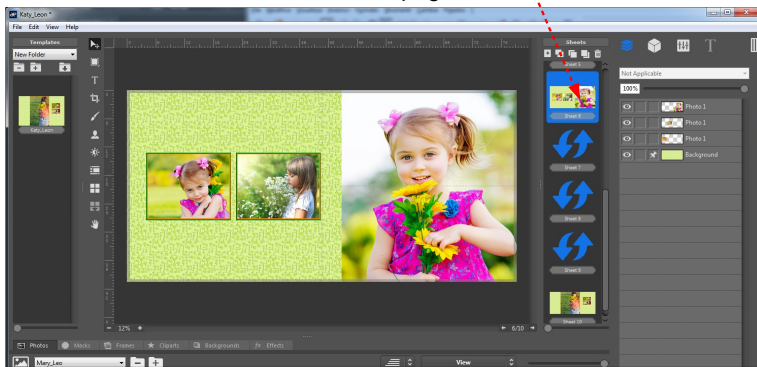 Katy_Leon *
File Edit View Help
Templates
New Folder
Katy_Leon
12%
6/10
Sheets
Sheet 5
Sheet 6
Sheet 7
Sheet 8
Sheet 9
Sheet 10
Not Applicable
100%
Photo 1
Photo 1
Photo 1
Background
Photos Masks Frames Cliparts Backgrounds fx Effects
Mary_Leo
View